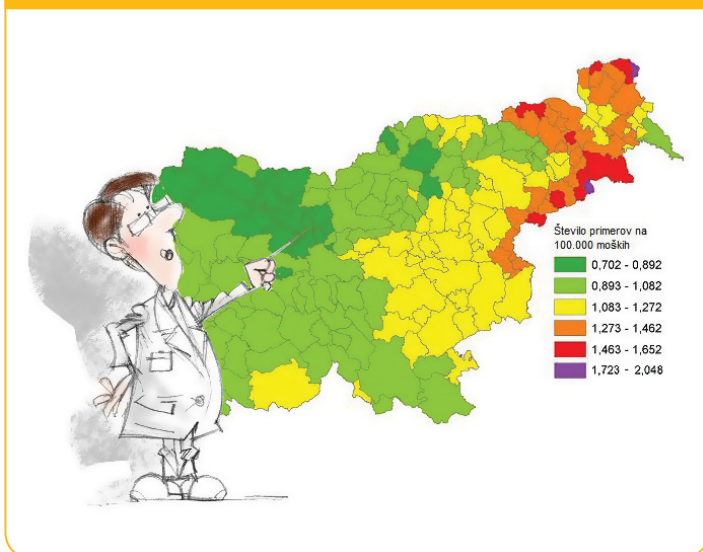 Število primerov na
100.000 moških
0,702 - 0,892
0,893 - 1,082
1,083 - 1,272
1,273 - 1,462
1,463 - 1,652
1,723 - 2,048